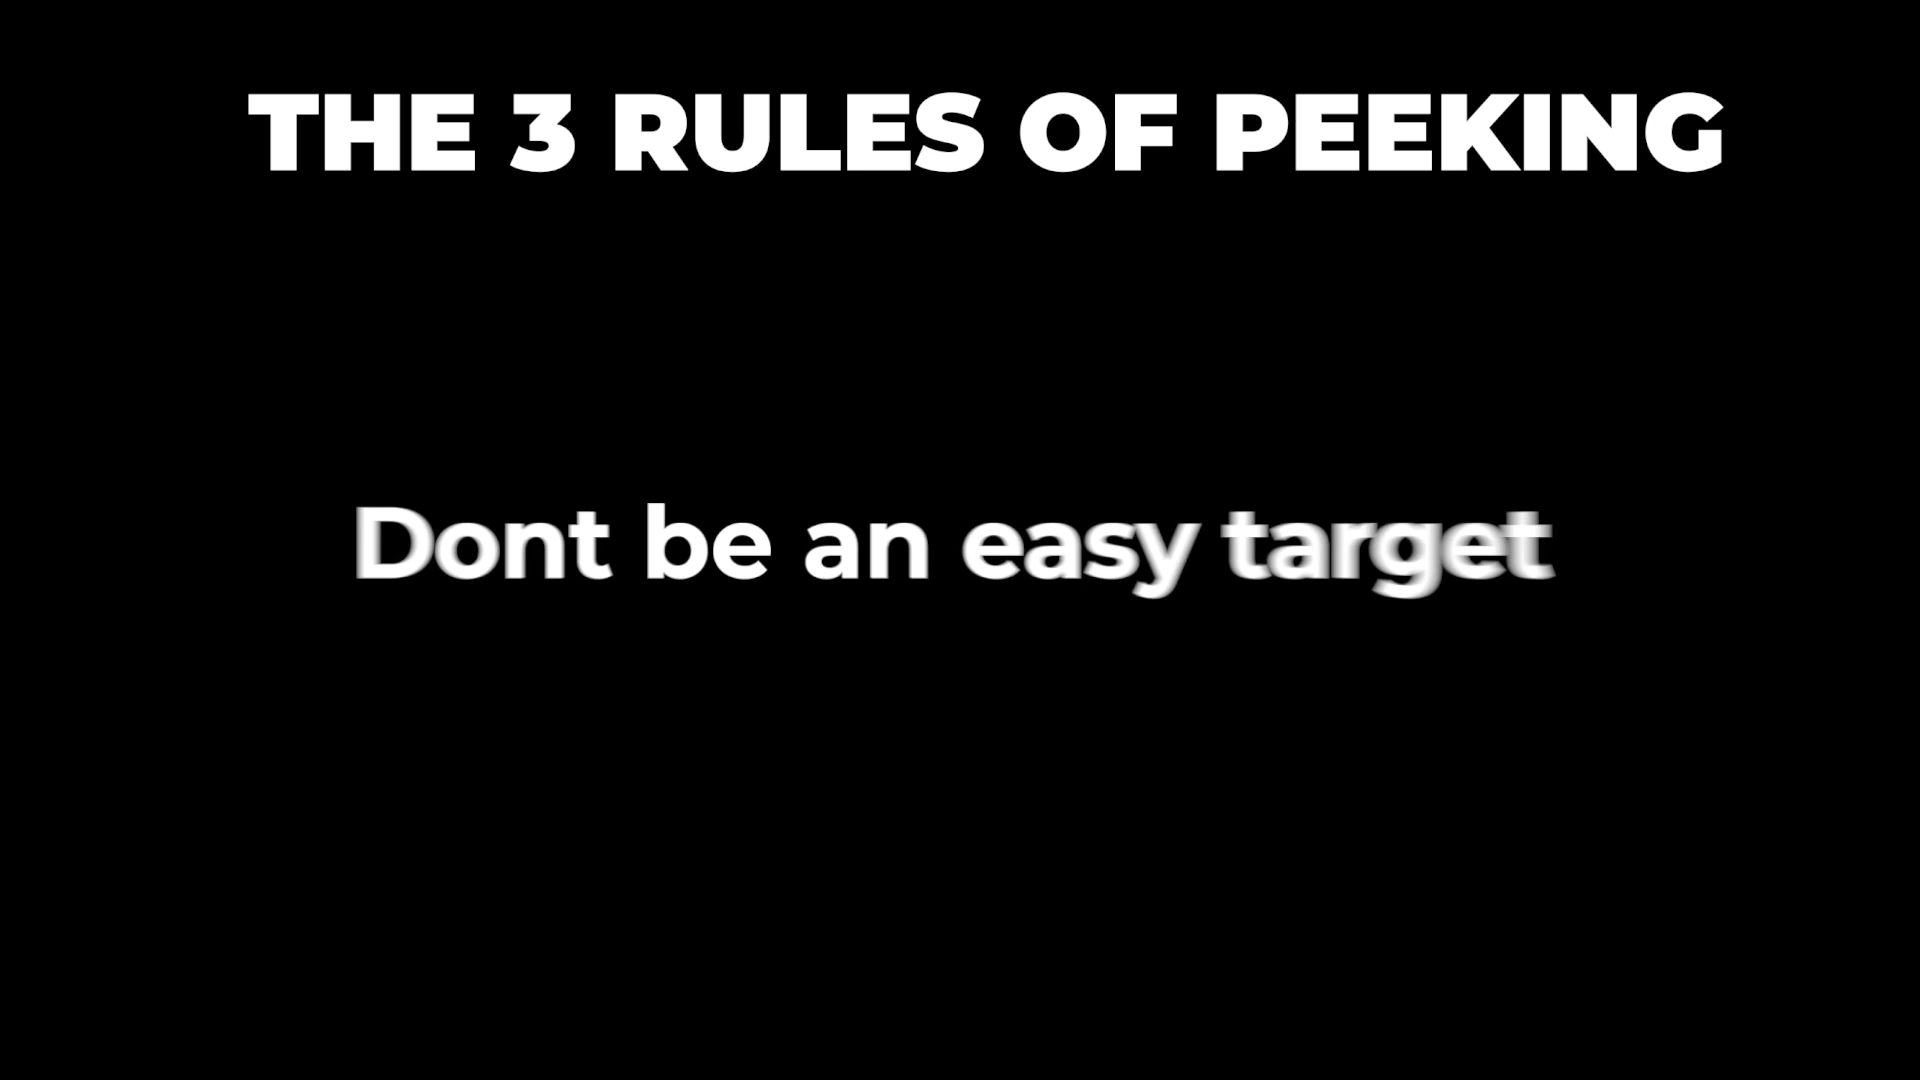 THE 3 RULES OF PEEKING
Dont be an easy target